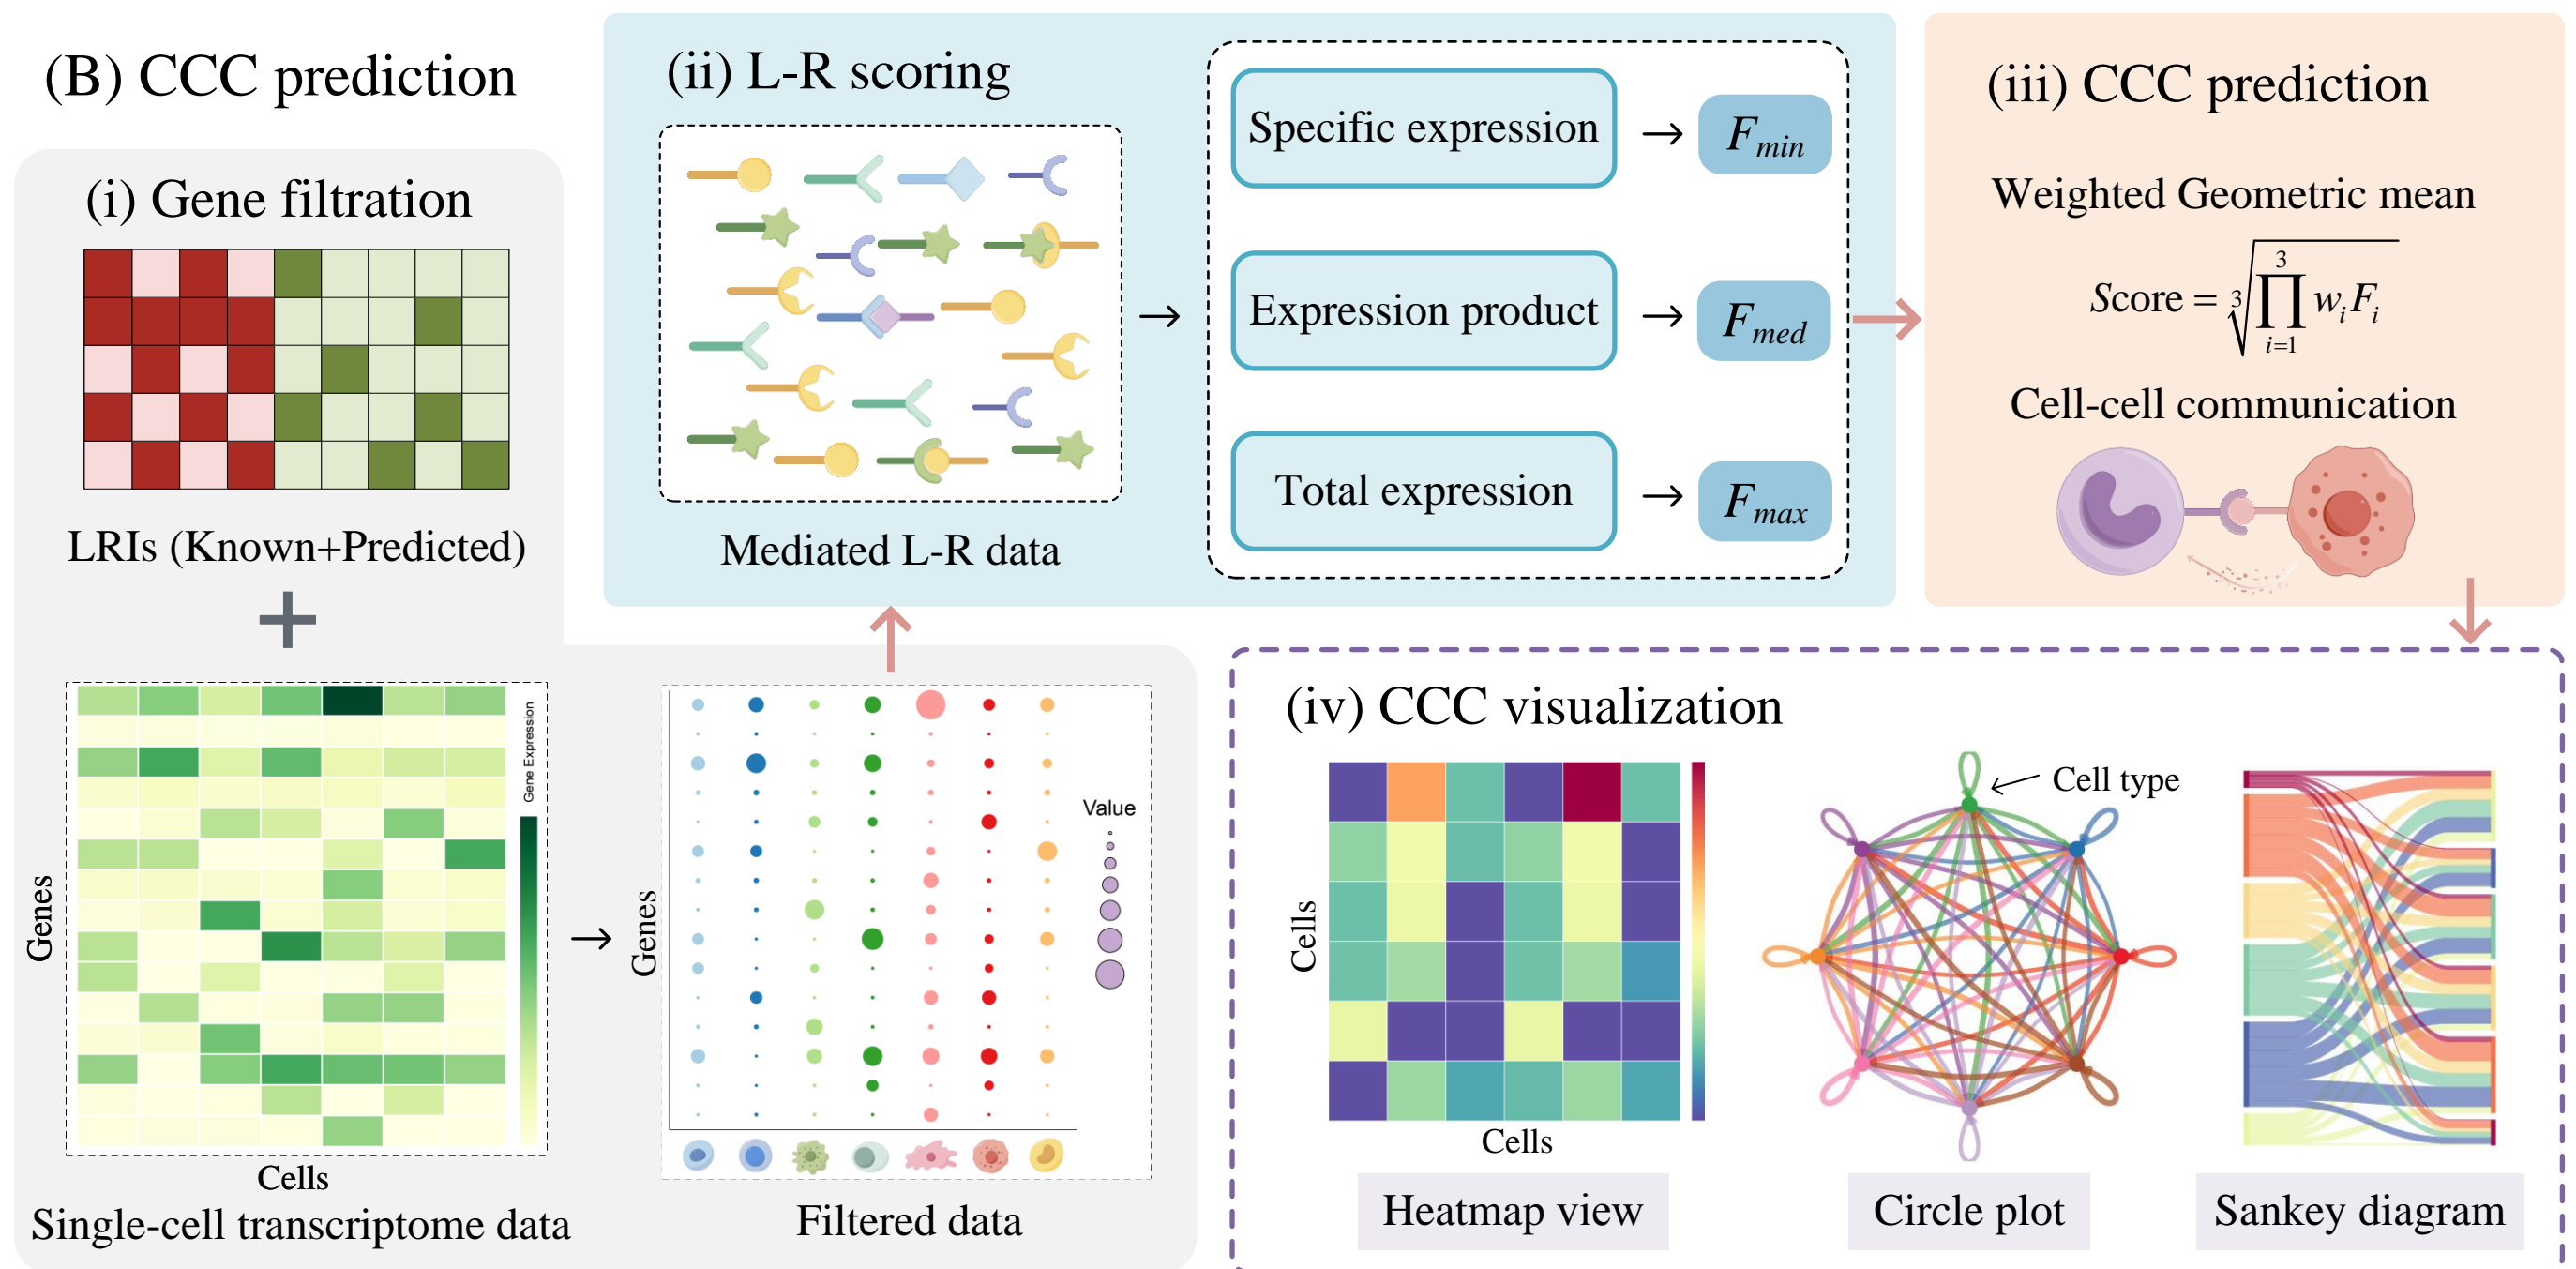 (B) CCC prediction
(i) Gene filtration
LRIs (Known+Predicted)
+
Gene Expression
Genes
Cells
Single-cell transcriptome data
Genes
Value
Filtered data
(ii) L-R scoring
Mediated L-R data
Specific expression
F_min
Expression product
F_med
Total expression
F_max
(iii) CCC prediction
Weighted Geometric mean
Score = ∛∏_{i=1}^{3} w_i F_i
Cell-cell communication
(iv) CCC visualization
Cells
Cells
Heatmap view
Cell type
Circle plot
Sankey diagram